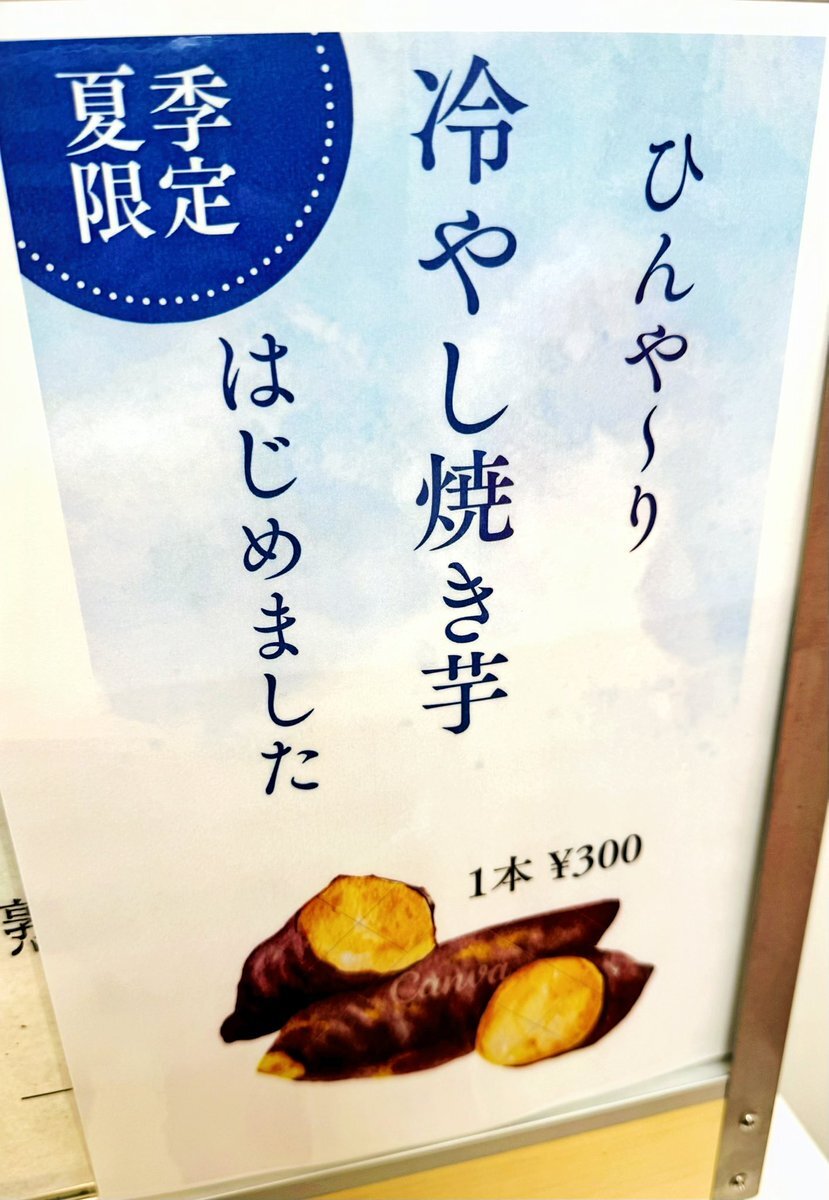 夏季
限定
ひんや〜り
冷やし焼き芋
はじめました
1本 ¥300
Canva